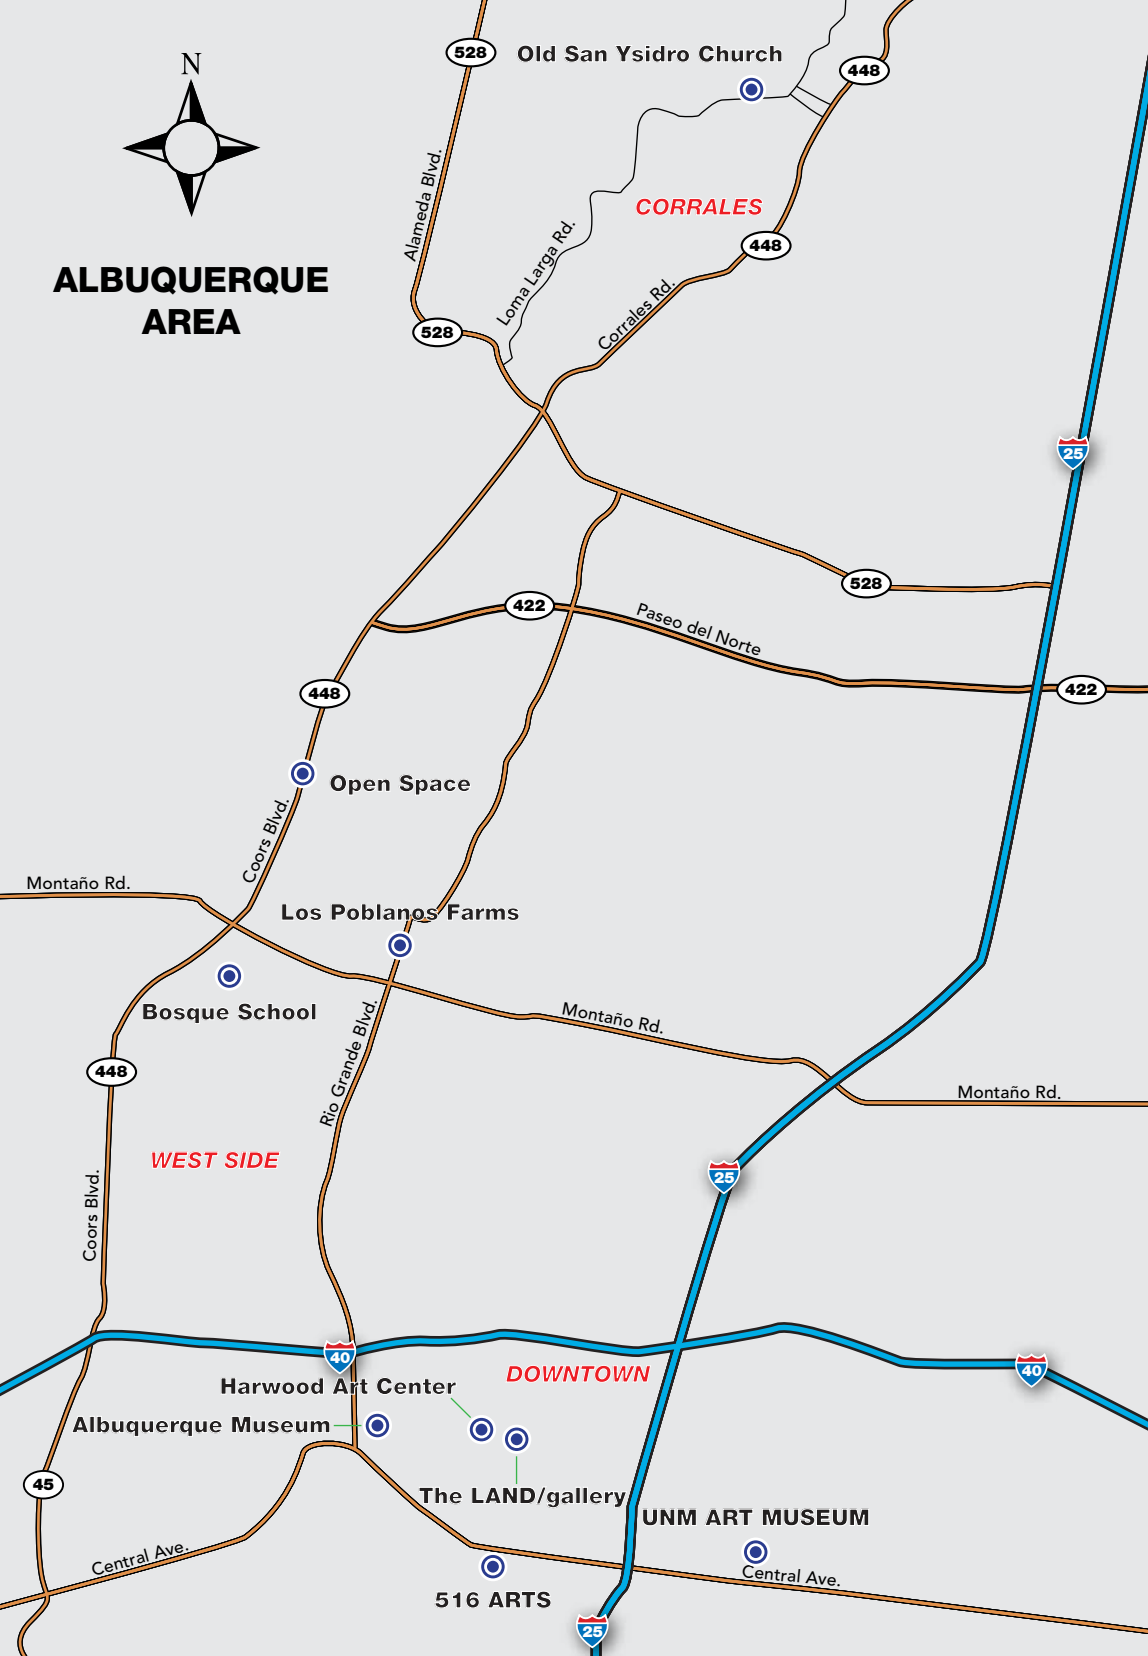 528
Old San Ysidro Church
448
N
Alameda Blvd.
CORRALES
448
Loma Larga Rd.
ALBUQUERQUE
AREA
Corrales Rd.
528
25
528
422
Paseo del Norte
448
422
Open Space
Coors Blvd.
Montaño Rd.
Los Poblanos Farms
Bosque School
Montaño Rd.
Rio Grande Blvd.
448
Montaño Rd.
WEST SIDE
25
Coors Blvd.
40
40
DOWNTOWN
Harwood Art Center
Albuquerque Museum
45
The LAND/gallery
UNM ART MUSEUM
Central Ave.
Central Ave.
516 ARTS
25